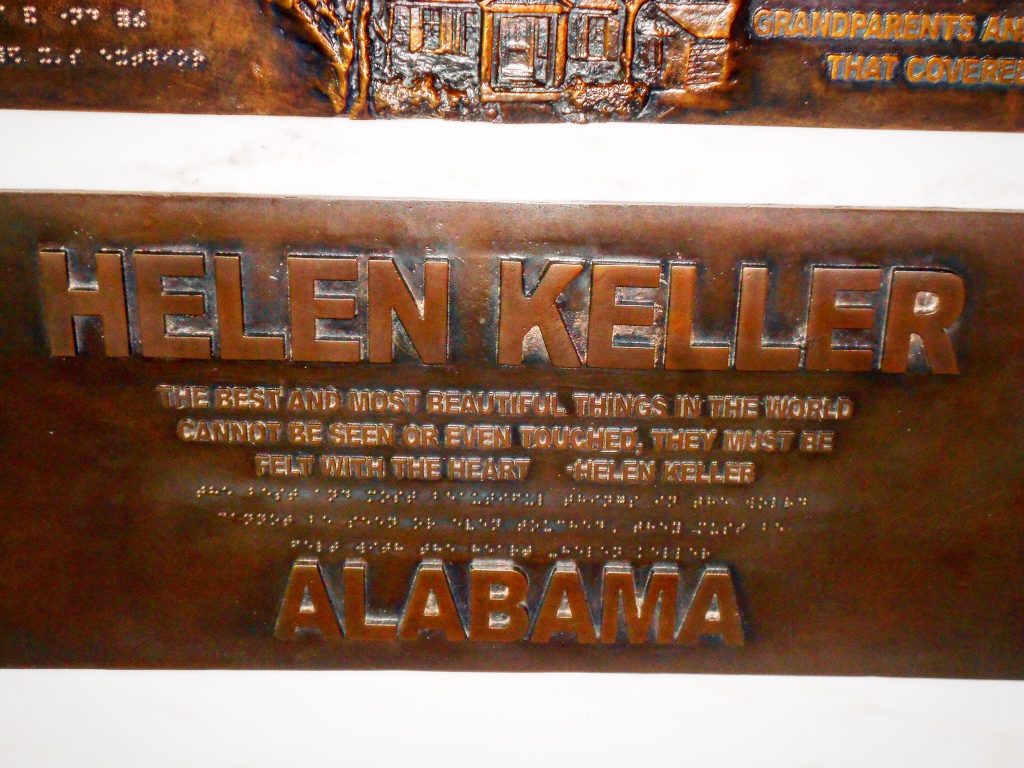 GRANDPARENTS AN
THAT COVERED
HELEN KELLER
THE BEST AND MOST BEAUTIFUL THINGS IN THE WORLD
CANNOT BE SEEN OR EVEN TOUCHED, THEY MUST BE
FELT WITH THE HEART -HELEN KELLER
ALABAMA